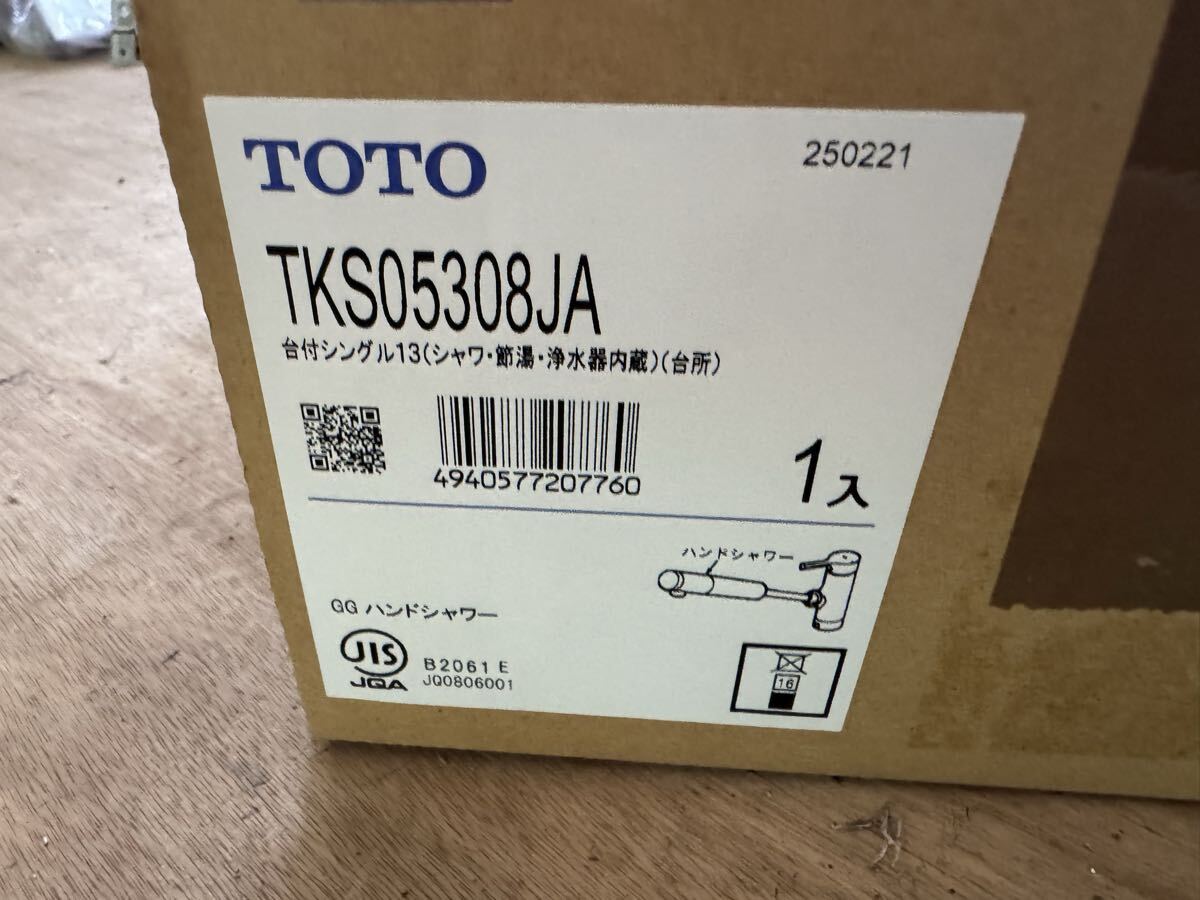 TOTO
250221
TKS05308JA
台付シングル13(シャワ・節湯・浄水器内蔵)(台所)
4940577207760
1入
ハンドシャワー
GG ハンドシャワー
JIS
JQA
B2061 E
JQ0806001
16